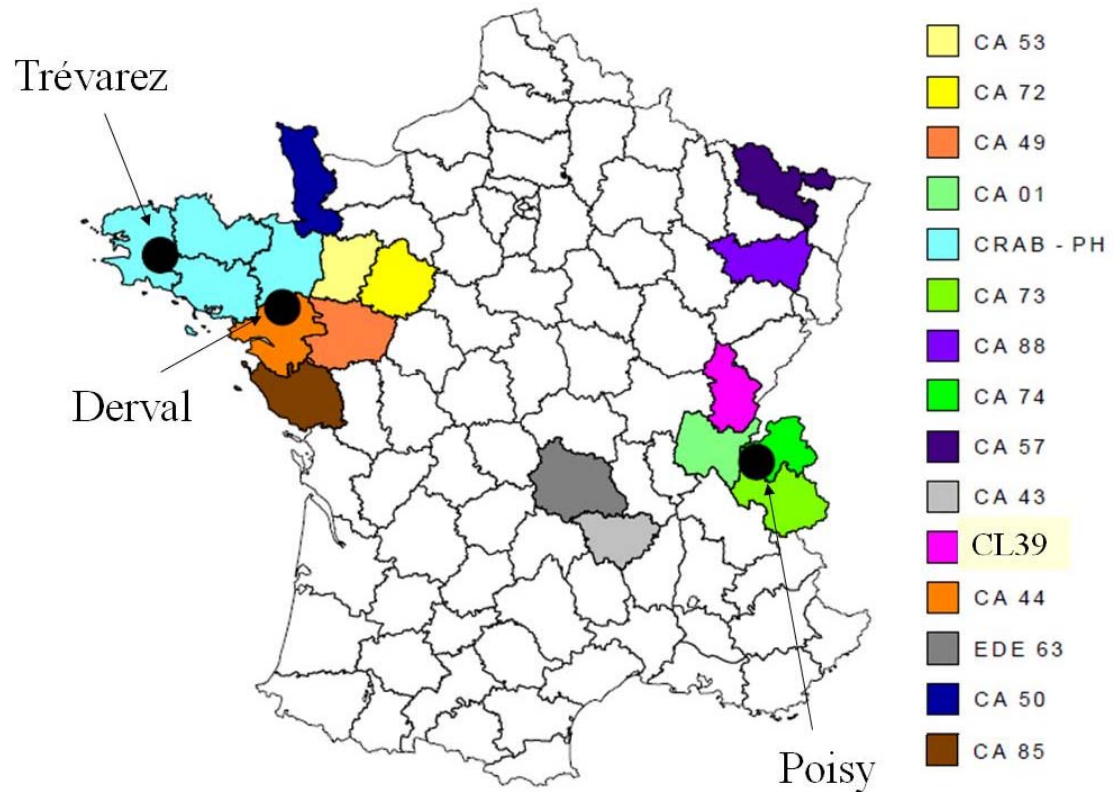 Trévarez
Derval
Poisy
CA 53
CA 72
CA 49
CA 01
CRAB - PH
CA 73
CA 88
CA 74
CA 57
CA 43
CL39
CA 44
EDE 63
CA 50
CA 85